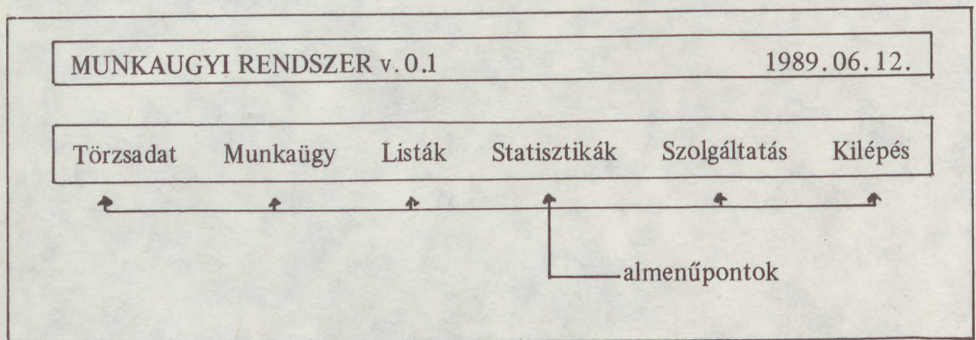 MUNKAUGYI RENDSZER v. 0.1 1989.06.12.
Törzsadat Munkaügy Listák Statisztikák Szolgáltatás Kilépés
almenűpontok